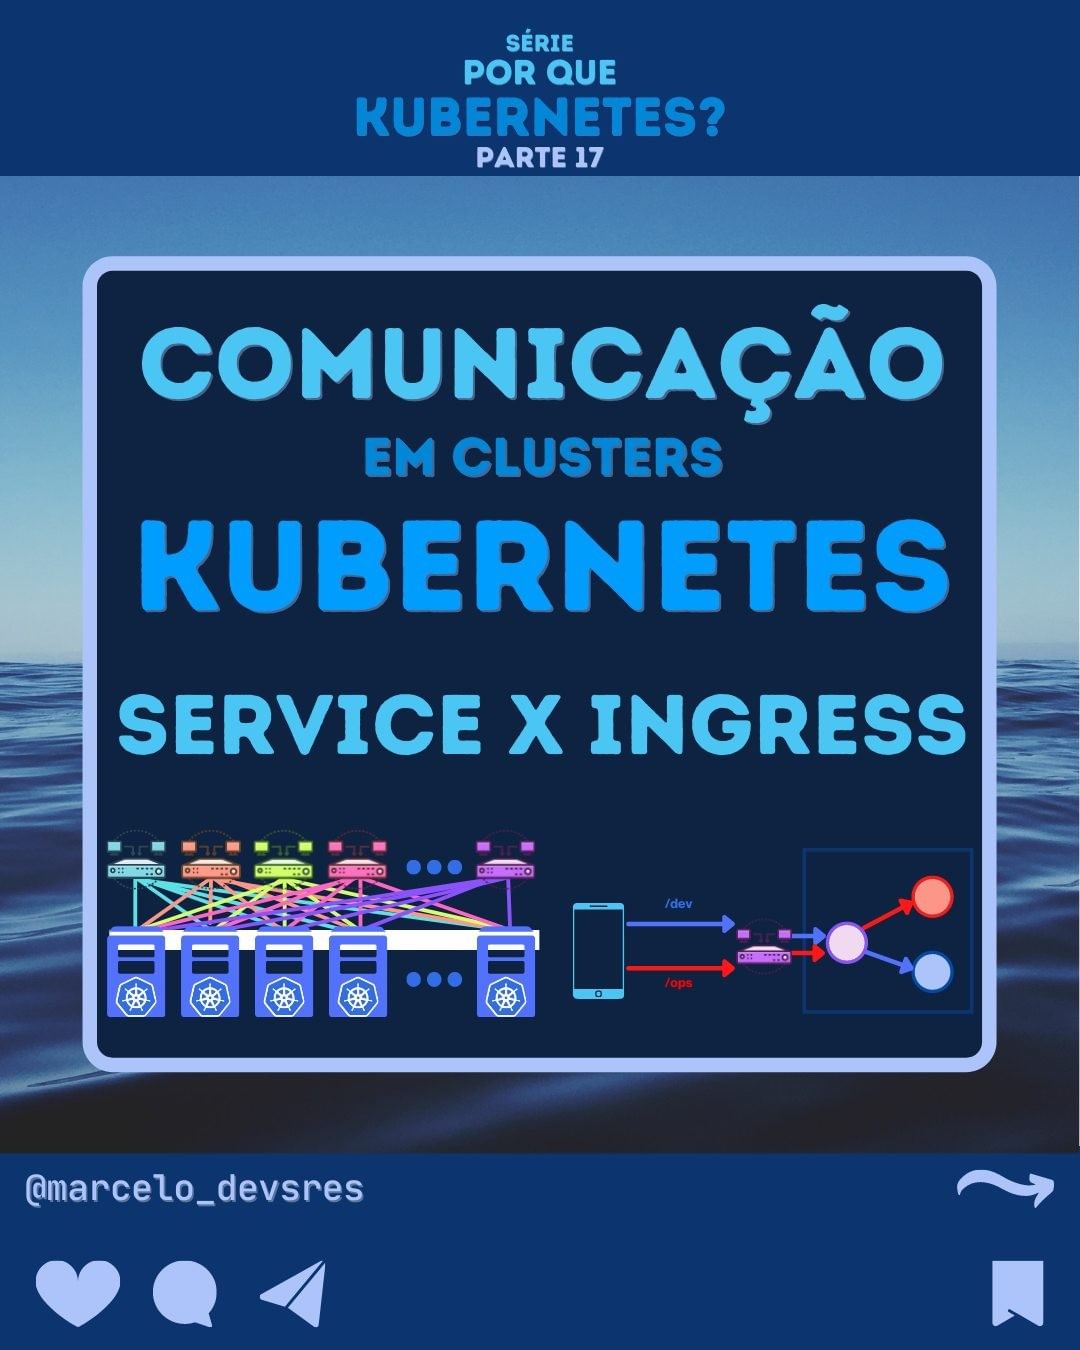 SÉRIE
POR QUE
KUBERNETES?
PARTE 17
COMUNICAÇÃO
EM CLUSTERS
KUBERNETES
SERVICE X INGRESS
/dev
/ops
@marcelo_devsres